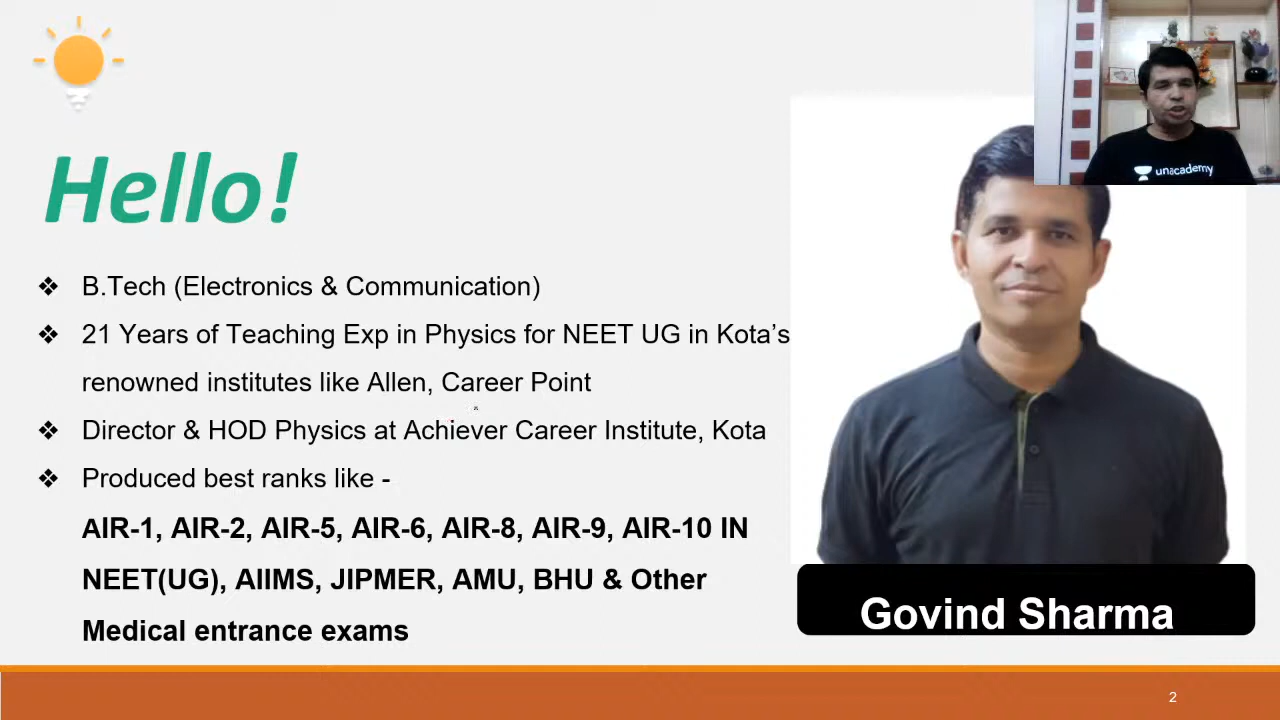 unacademy
Hello!
❖ B.Tech (Electronics & Communication)
❖ 21 Years of Teaching Exp in Physics for NEET UG in Kota’s
renowned institutes like Allen, Career Point
❖ Director & HOD Physics at Achiever Career Institute, Kota
❖ Produced best ranks like -
AIR-1, AIR-2, AIR-5, AIR-6, AIR-8, AIR-9, AIR-10 IN
NEET(UG), AIIMS, JIPMER, AMU, BHU & Other
Medical entrance exams
Govind Sharma
2